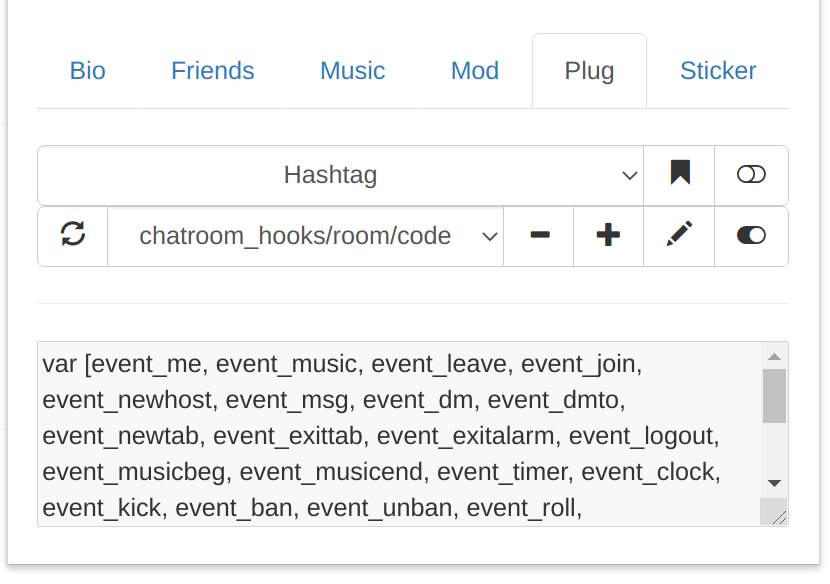 Bio Friends Music Mod Plug Sticker
Hashtag
chatroom_hooks/room/code
var [event_me, event_music, event_leave, event_join,
event_newhost, event_msg, event_dm, event_dmto,
event_newtab, event_exittab, event_exitalarm, event_logout,
event_musicbeg, event_musicend, event_timer, event_clock,
event_kick, event_ban, event_unban, event_roll,